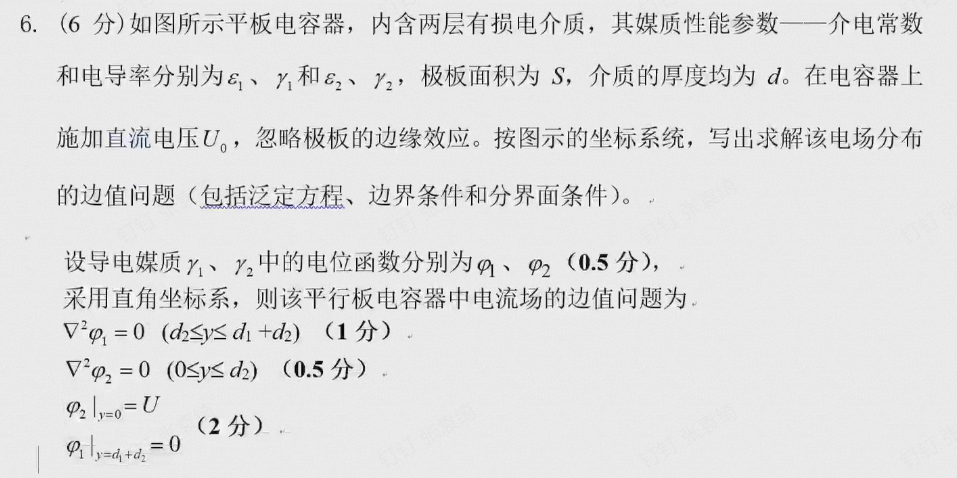 6. (6 分)如图所示平板电容器，内含两层有损电介质，其媒质性能参数——介电常数
和电导率分别为ε₁、γ₁和ε₂、γ₂，极板面积为 S，介质的厚度均为 d。在电容器上
施加直流电压U₀，忽略极板的边缘效应。按图示的坐标系统，写出求解该电场分布
的边值问题（包括泛定方程、边界条件和分界面条件）。
设导电媒质γ₁、γ₂中的电位函数分别为φ₁、φ₂（0.5 分），
采用直角坐标系，则该平行板电容器中电流场的边值问题为
∇²φ₁ = 0 (d₂≤y≤ d₁ +d₂) （1 分）
∇²φ₂ = 0 (0≤y≤ d₂) （0.5 分）
φ₂ |y=0 = U
（2 分）
φ₁ |y=d₁+d₂ = 0